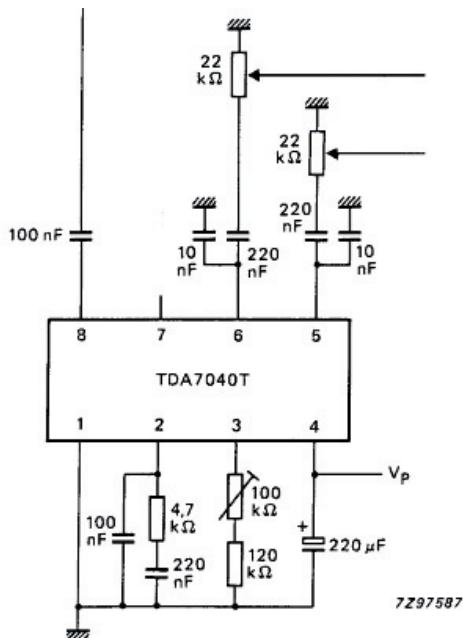 22
kΩ
22
kΩ
100 nF
10
nF
220
nF
220
nF
10
nF
8
7
6
5
TDA7040T
1
2
3
4
100
nF
4,7
kΩ
220
nF
100
kΩ
120
kΩ
+
220 μF
Vp
7Z97587